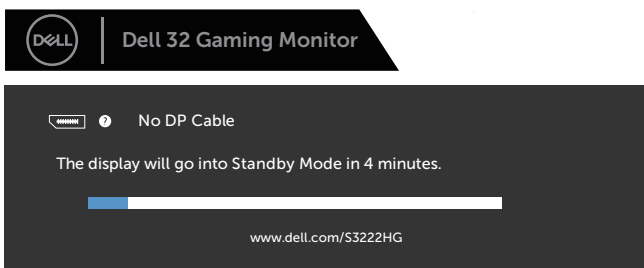 DELL
Dell 32 Gaming Monitor
? No DP Cable
The display will go into Standby Mode in 4 minutes.
www.dell.com/S3222HG